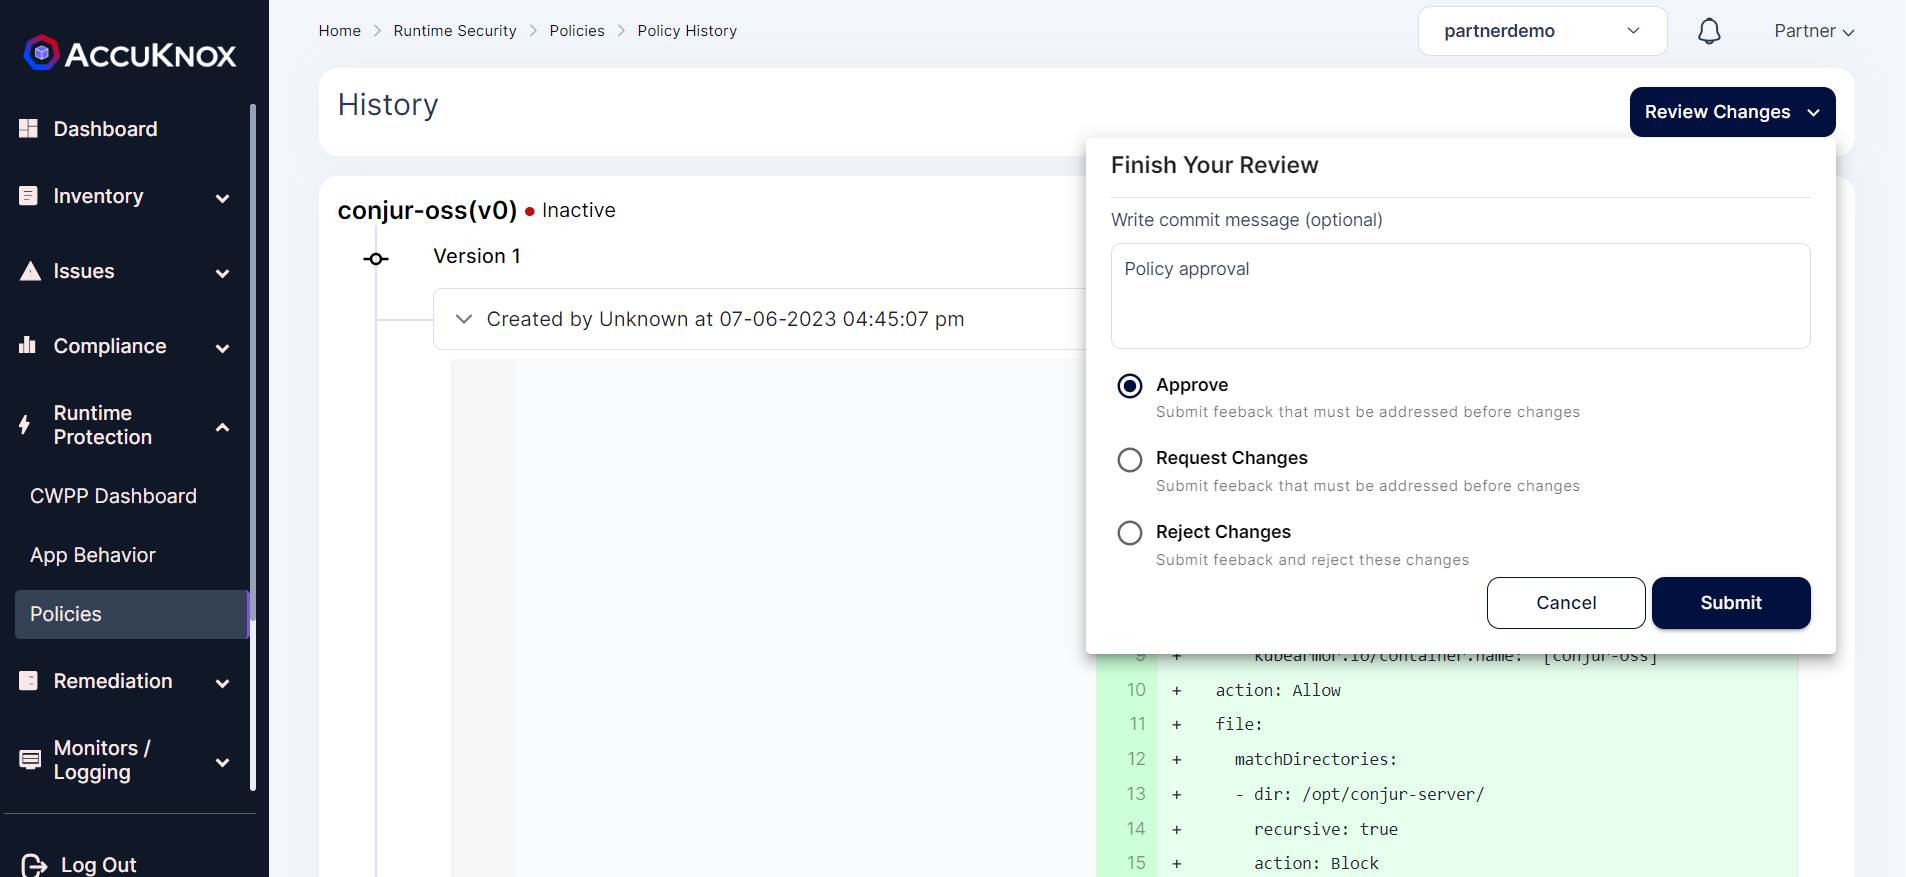 ACCUKNOX
Dashboard
Inventory
Issues
Compliance
Runtime
Protection
CWPP Dashboard
App Behavior
Policies
Remediation
Monitors /
Logging
Log Out
Home > Runtime Security > Policies > Policy History
partnerdemo
Partner
History
Review Changes
conjur-oss(v0) ● Inactive
Version 1
Created by Unknown at 07-06-2023 04:45:07 pm
Finish Your Review
Write commit message (optional)
Policy approval
Approve
Submit feeback that must be addressed before changes
Request Changes
Submit feeback that must be addressed before changes
Reject Changes
Submit feeback and reject these changes
Cancel
Submit
9 + kubearmor.io/container.name: [conjur-oss]
10 + action: Allow
11 + file:
12 + matchDirectories:
13 + - dir: /opt/conjur-server/
14 + recursive: true
15 + action: Block